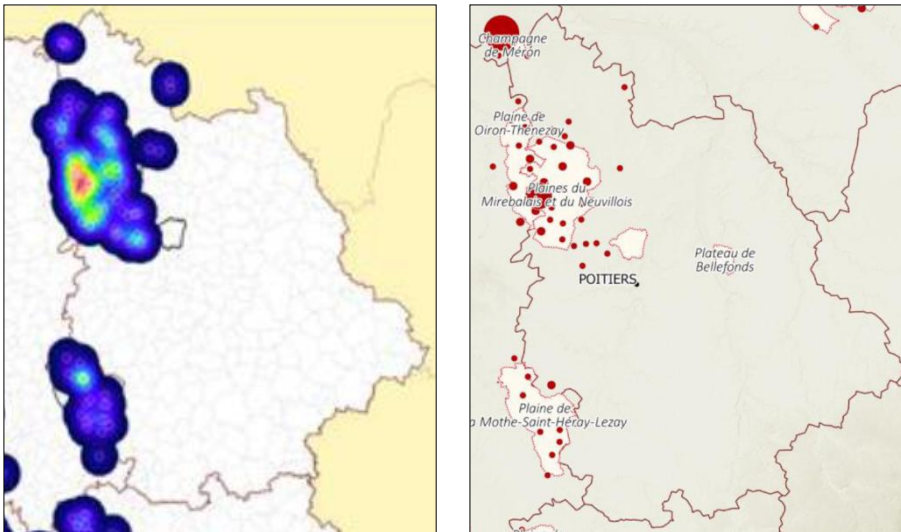 Champagne
de Méron
Plaine de
Oiron-Thénezay
Plaines du
Mirebalais et du Neuvillois
Plateau de
Bellefonds
POITIERS
Plaine de
a Mothe-Saint-Héray-Lezay